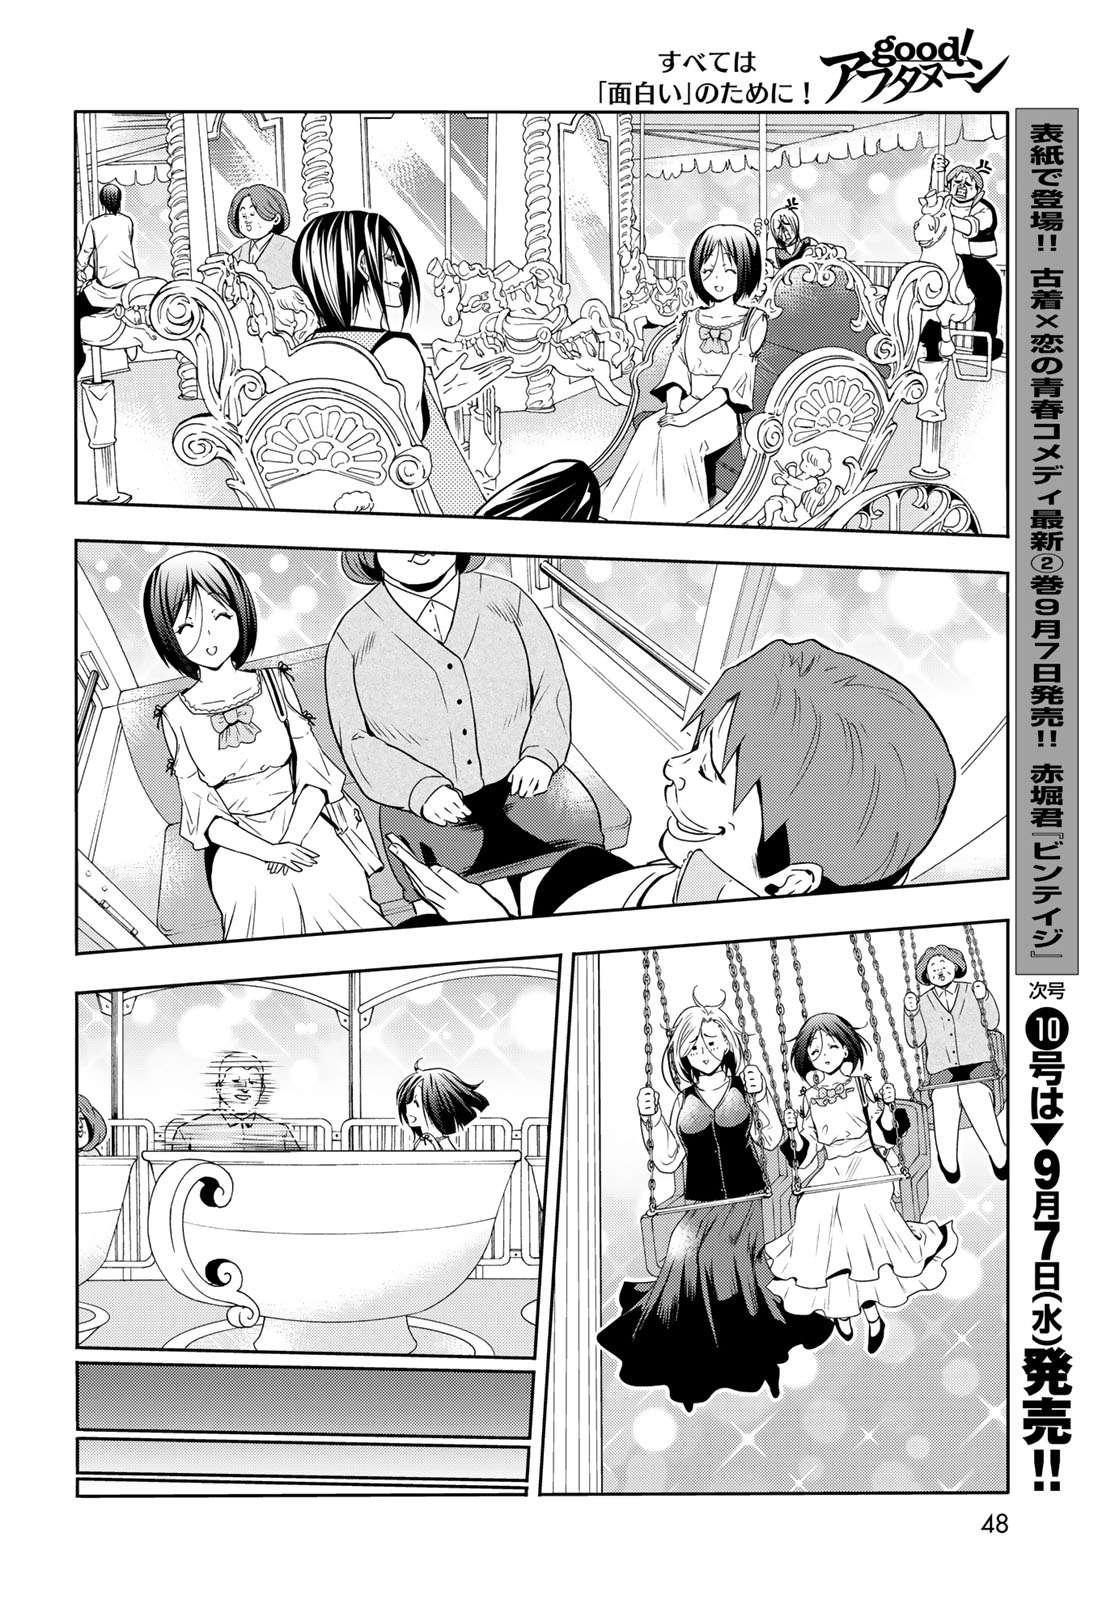 すべては
「面白い」のために！
good!
アフタヌーン
表紙で登場!! 古着×恋の青春コメディ最新②巻9月7日発売!! 赤堀君『ビンテイジ』
次号
⑩号は▼9月7日(水)発売!!
48